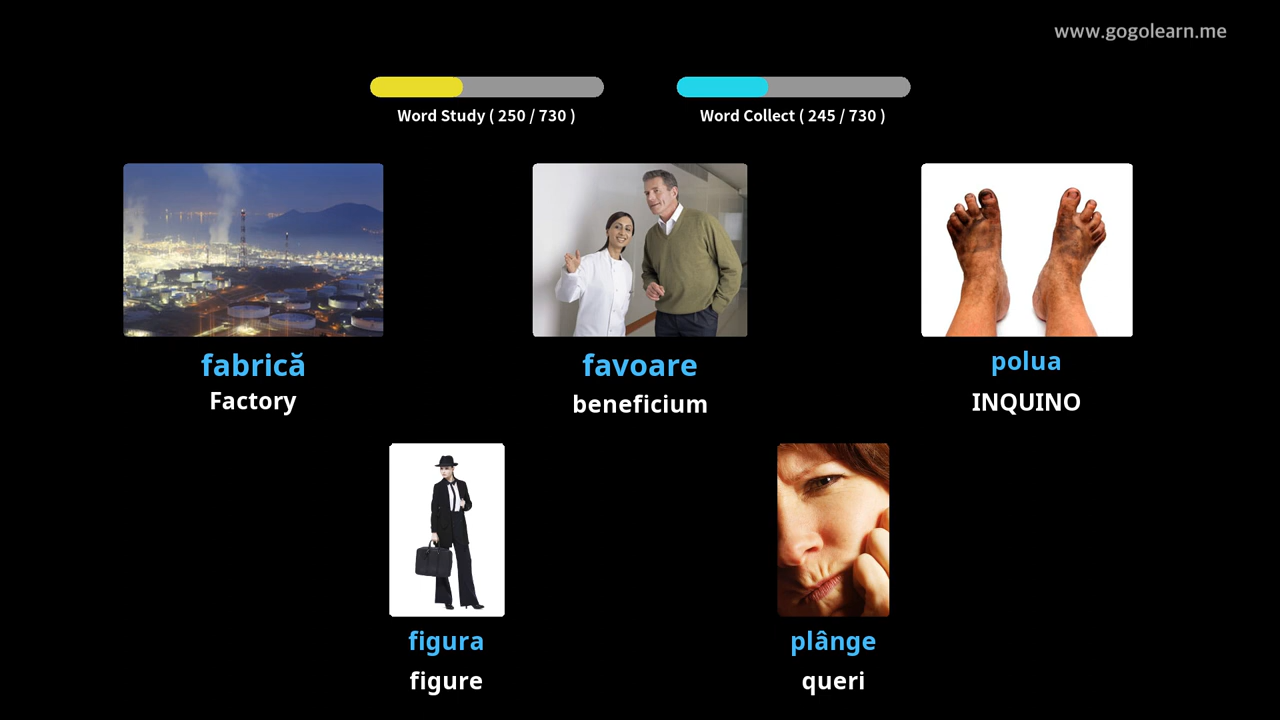 www.gogolearn.me
Word Study ( 250 / 730 )
Word Collect ( 245 / 730 )
fabrică
Factory
favoare
beneficium
polua
INQUINO
figura
figure
plânge
queri